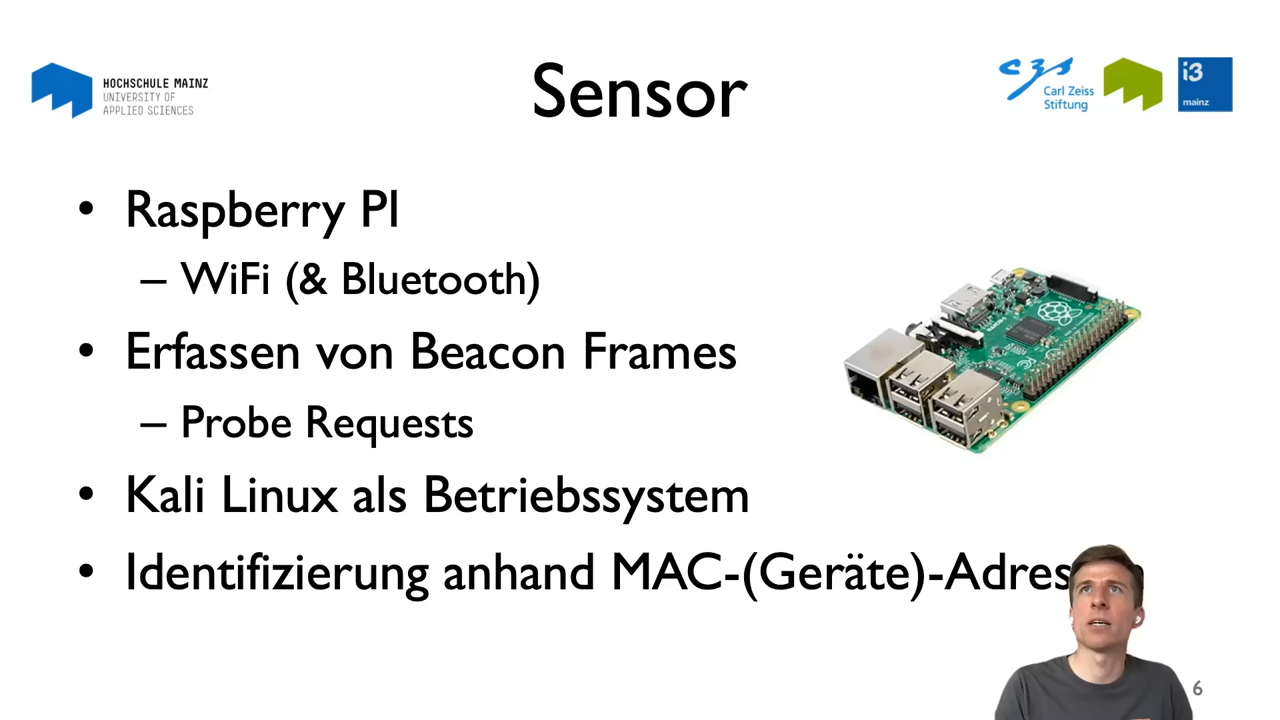 HOCHSCHULE MAINZ
UNIVERSITY OF
APPLIED SCIENCES
Sensor
Carl Zeiss
Stiftung
i3
mainz
• Raspberry PI
– WiFi (& Bluetooth)
• Erfassen von Beacon Frames
– Probe Requests
• Kali Linux als Betriebssystem
• Identifizierung anhand MAC-(Geräte)-Adres
6